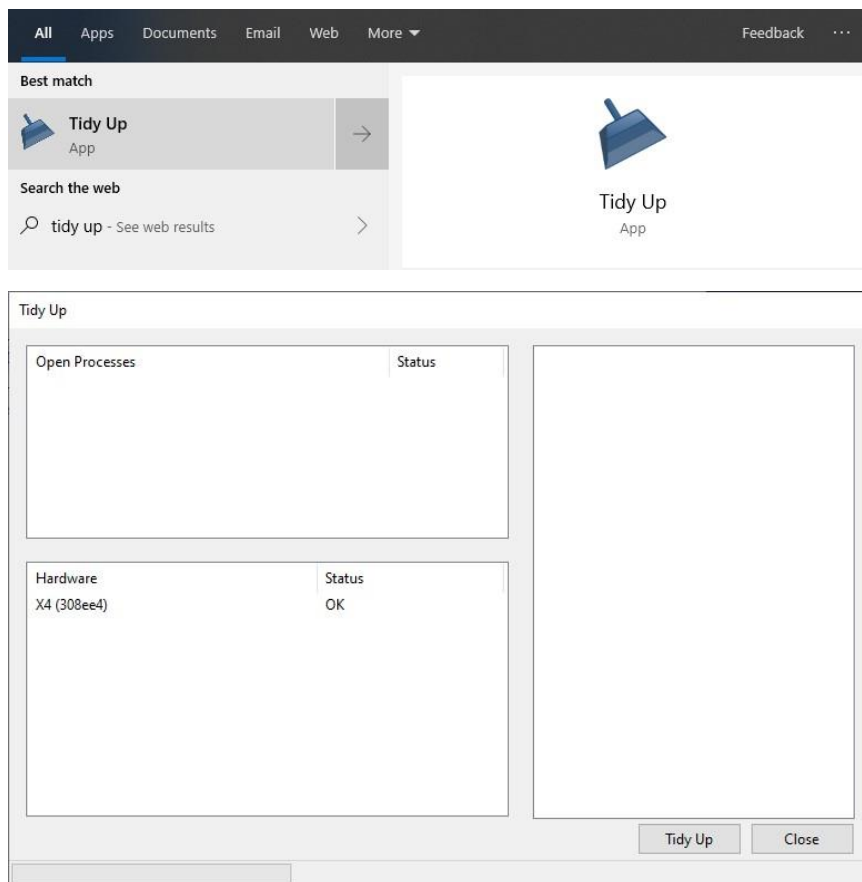 All Apps Documents Email Web More Feedback ...
Best match
Tidy Up
App
Search the web
tidy up - See web results
Tidy Up
App
Tidy Up
Open Processes Status
Hardware Status
X4 (308ee4) OK
Tidy Up Close